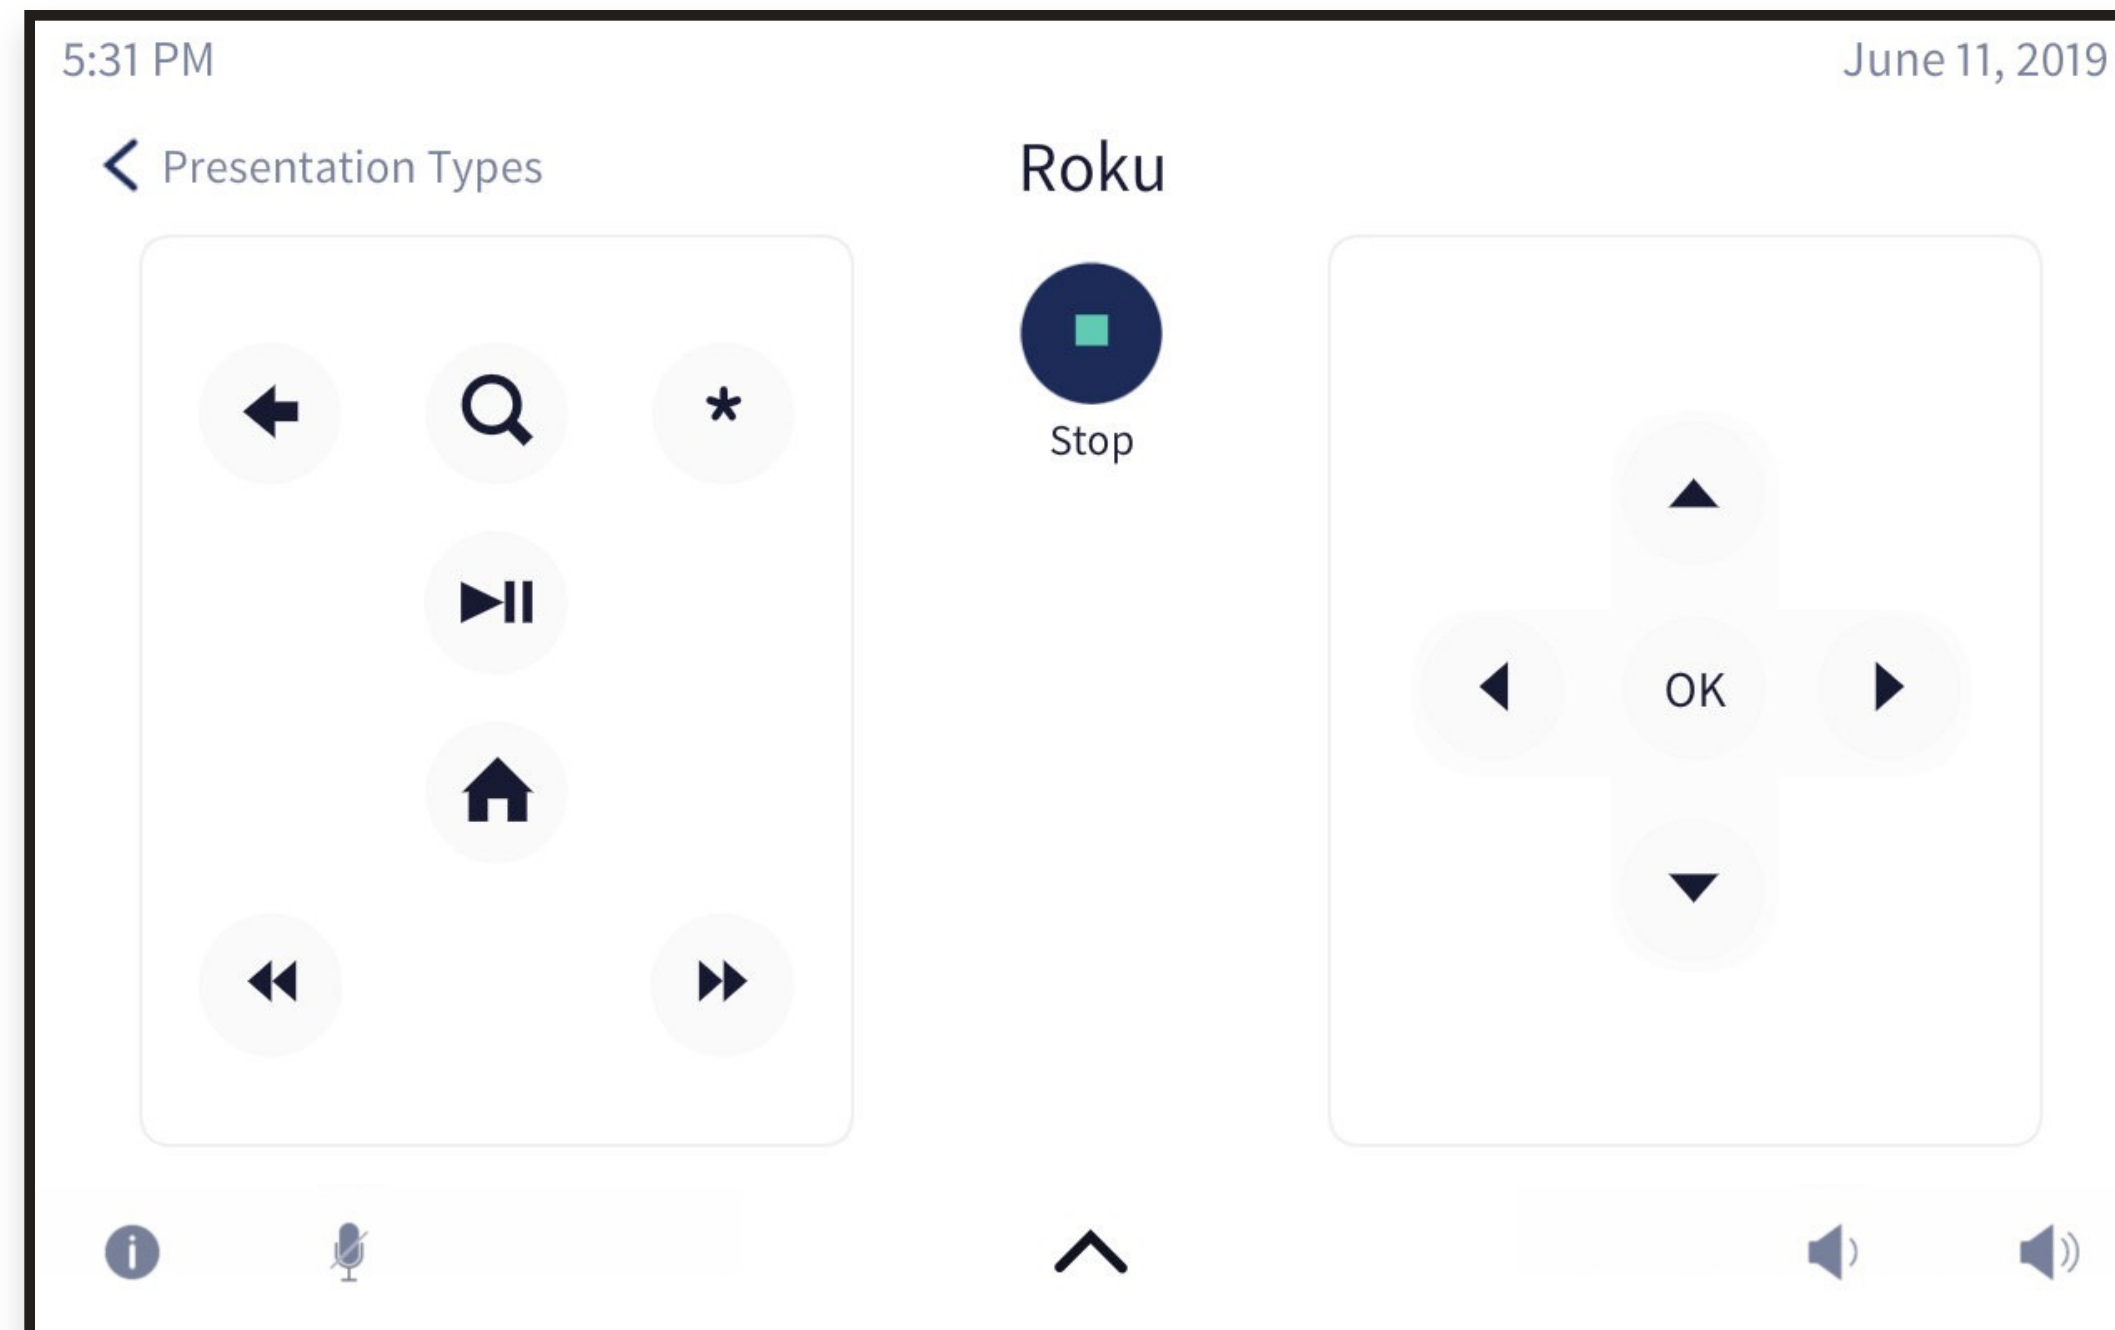 5:31 PM
June 11, 2019
Presentation Types
Roku
*
Stop
OK